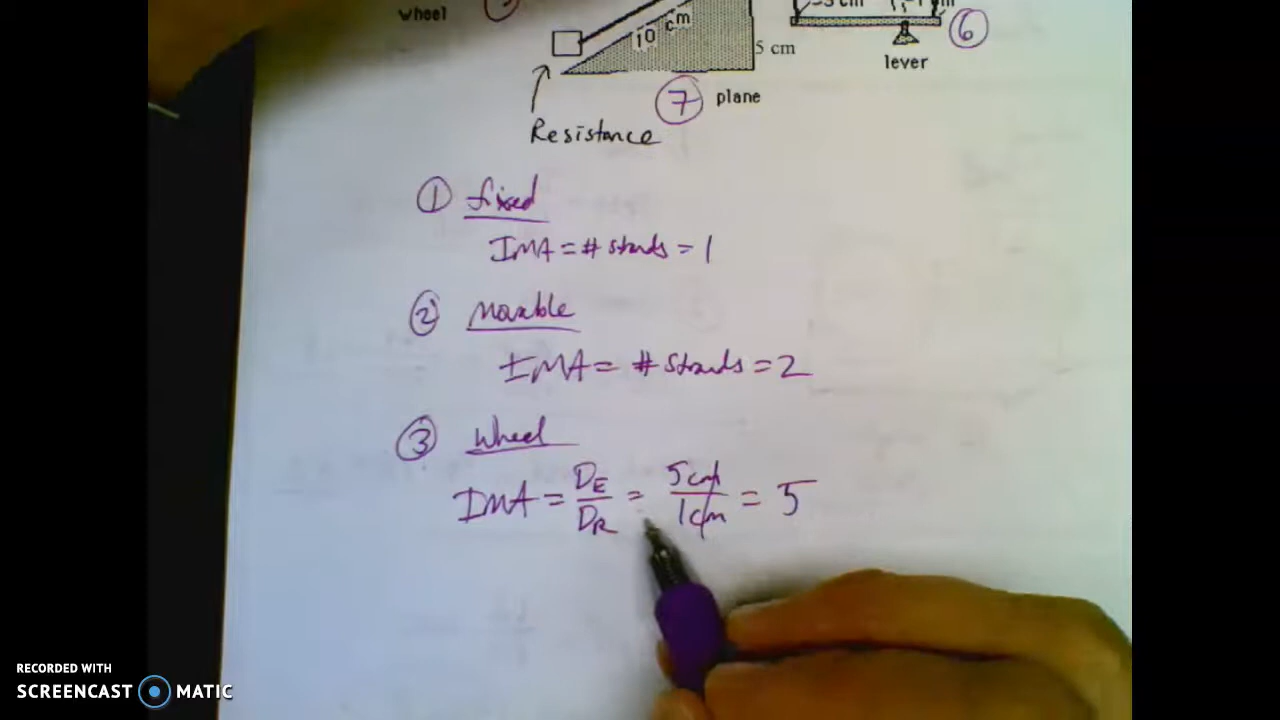 wheel
10 cm
5 cm
lever
6
7 plane
Resistance
1 fixed
IMA = # strands = 1
2 Movable
IMA = # strands = 2
3 Wheel
IMA = DE/DR = 5cm/1cm = 5
RECORDED WITH
SCREENCAST MATIC